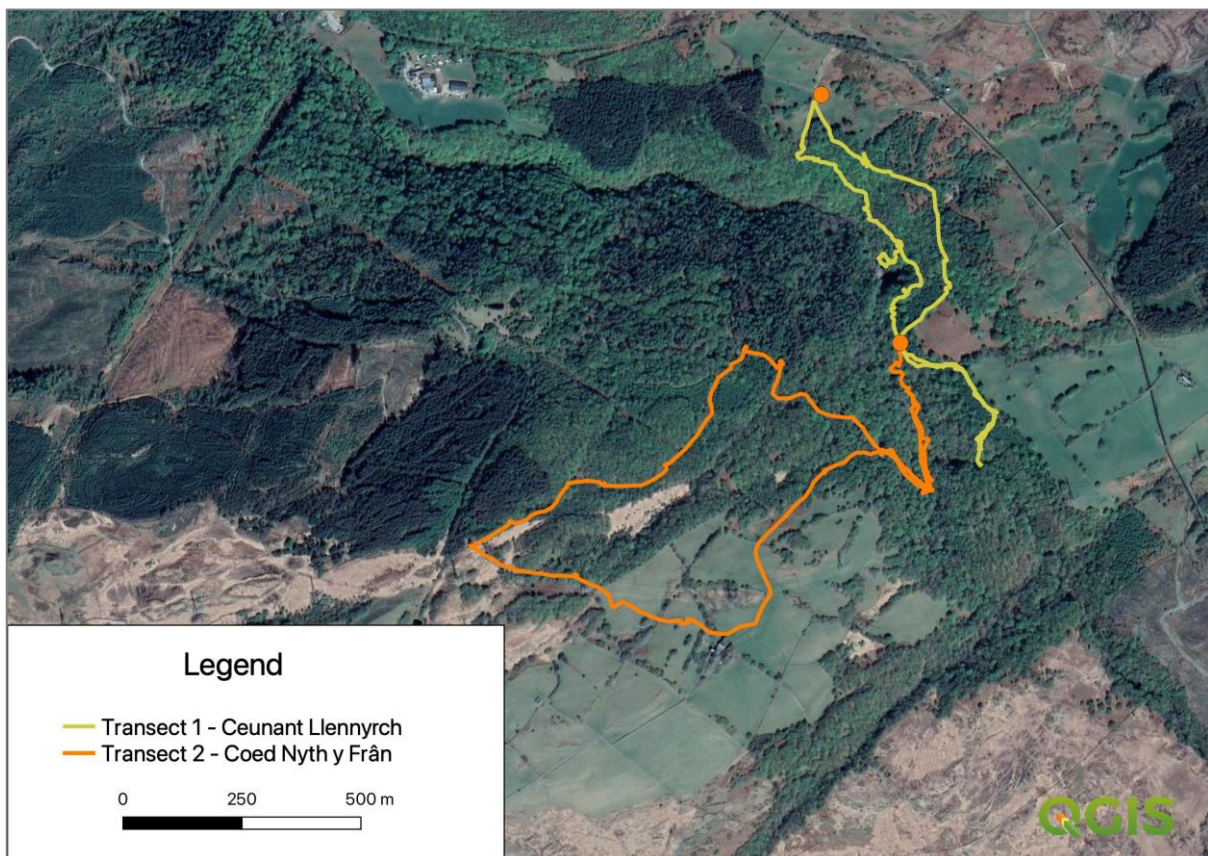 Legend
Transect 1 - Ceunant Llennyrch
Transect 2 - Coed Nyth y Frân
0 250 500 m
QGIS